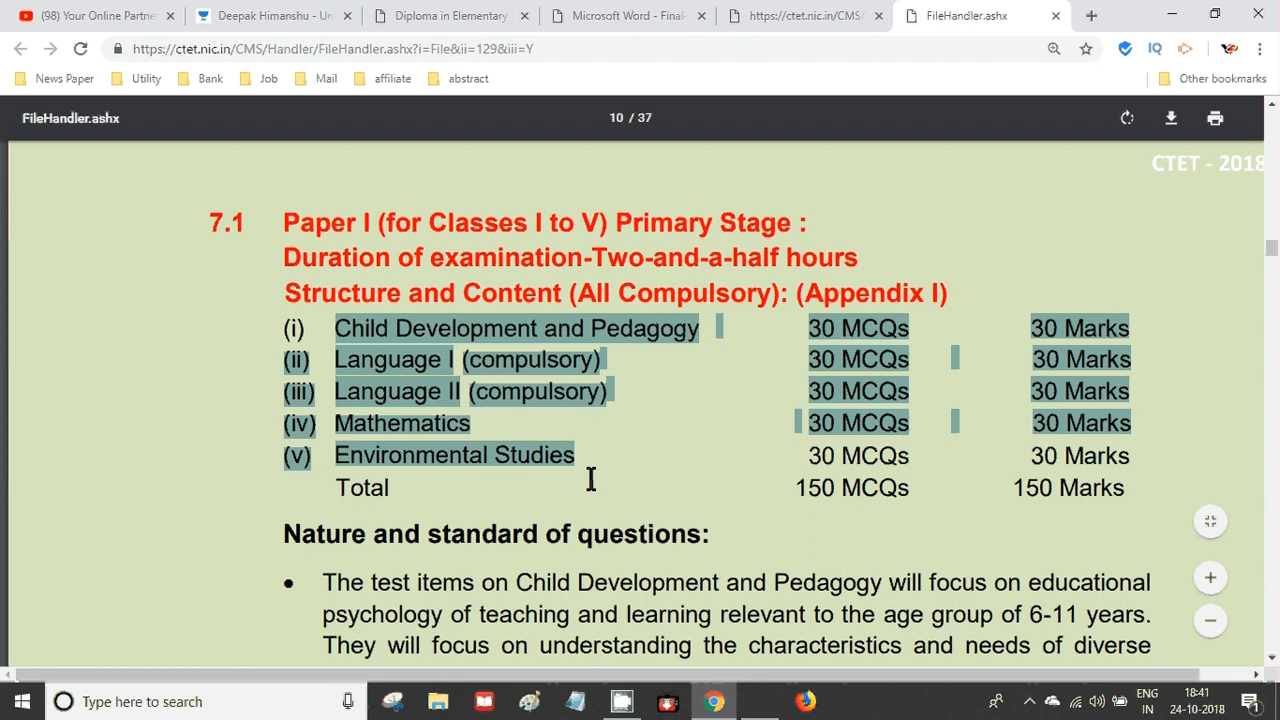 (98) Your Online Partne
Deepak Himanshu - Un
Diploma in Elementary
Microsoft Word - Final-
https://ctet.nic.in/CMS/
FileHandler.ashx
https://ctet.nic.in/CMS/Handler/FileHandler.ashx?i=File&ii=129&iii=Y
IQ
News Paper Utility Bank Job Mail affiliate abstract Other bookmarks
FileHandler.ashx 10 / 37
CTET - 2018
7.1 Paper I (for Classes I to V) Primary Stage :
Duration of examination-Two-and-a-half hours
Structure and Content (All Compulsory): (Appendix I)
(i) Child Development and Pedagogy 30 MCQs 30 Marks
(ii) Language I (compulsory) 30 MCQs 30 Marks
(iii) Language II (compulsory) 30 MCQs 30 Marks
(iv) Mathematics 30 MCQs 30 Marks
(v) Environmental Studies 30 MCQs 30 Marks
Total 150 MCQs 150 Marks
Nature and standard of questions:
• The test items on Child Development and Pedagogy will focus on educational
psychology of teaching and learning relevant to the age group of 6-11 years.
They will focus on understanding the characteristics and needs of diverse
Type here to search
ENG 18:41
IN 24-10-2018
1